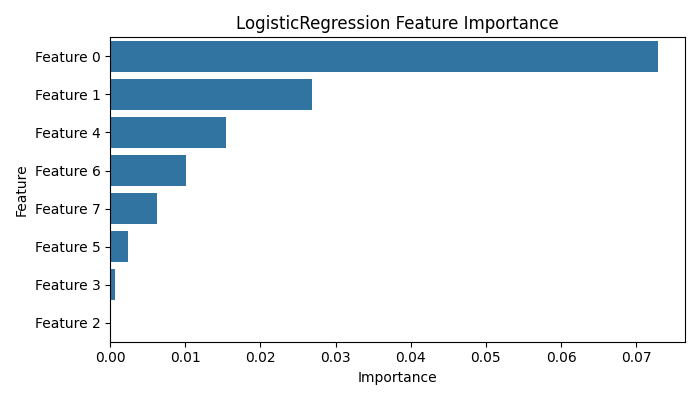 LogisticRegression Feature Importance
Feature 0
Feature 1
Feature 4
Feature 6
Feature 7
Feature 5
Feature 3
Feature 2
Feature
0.00 0.01 0.02 0.03 0.04 0.05 0.06 0.07
Importance